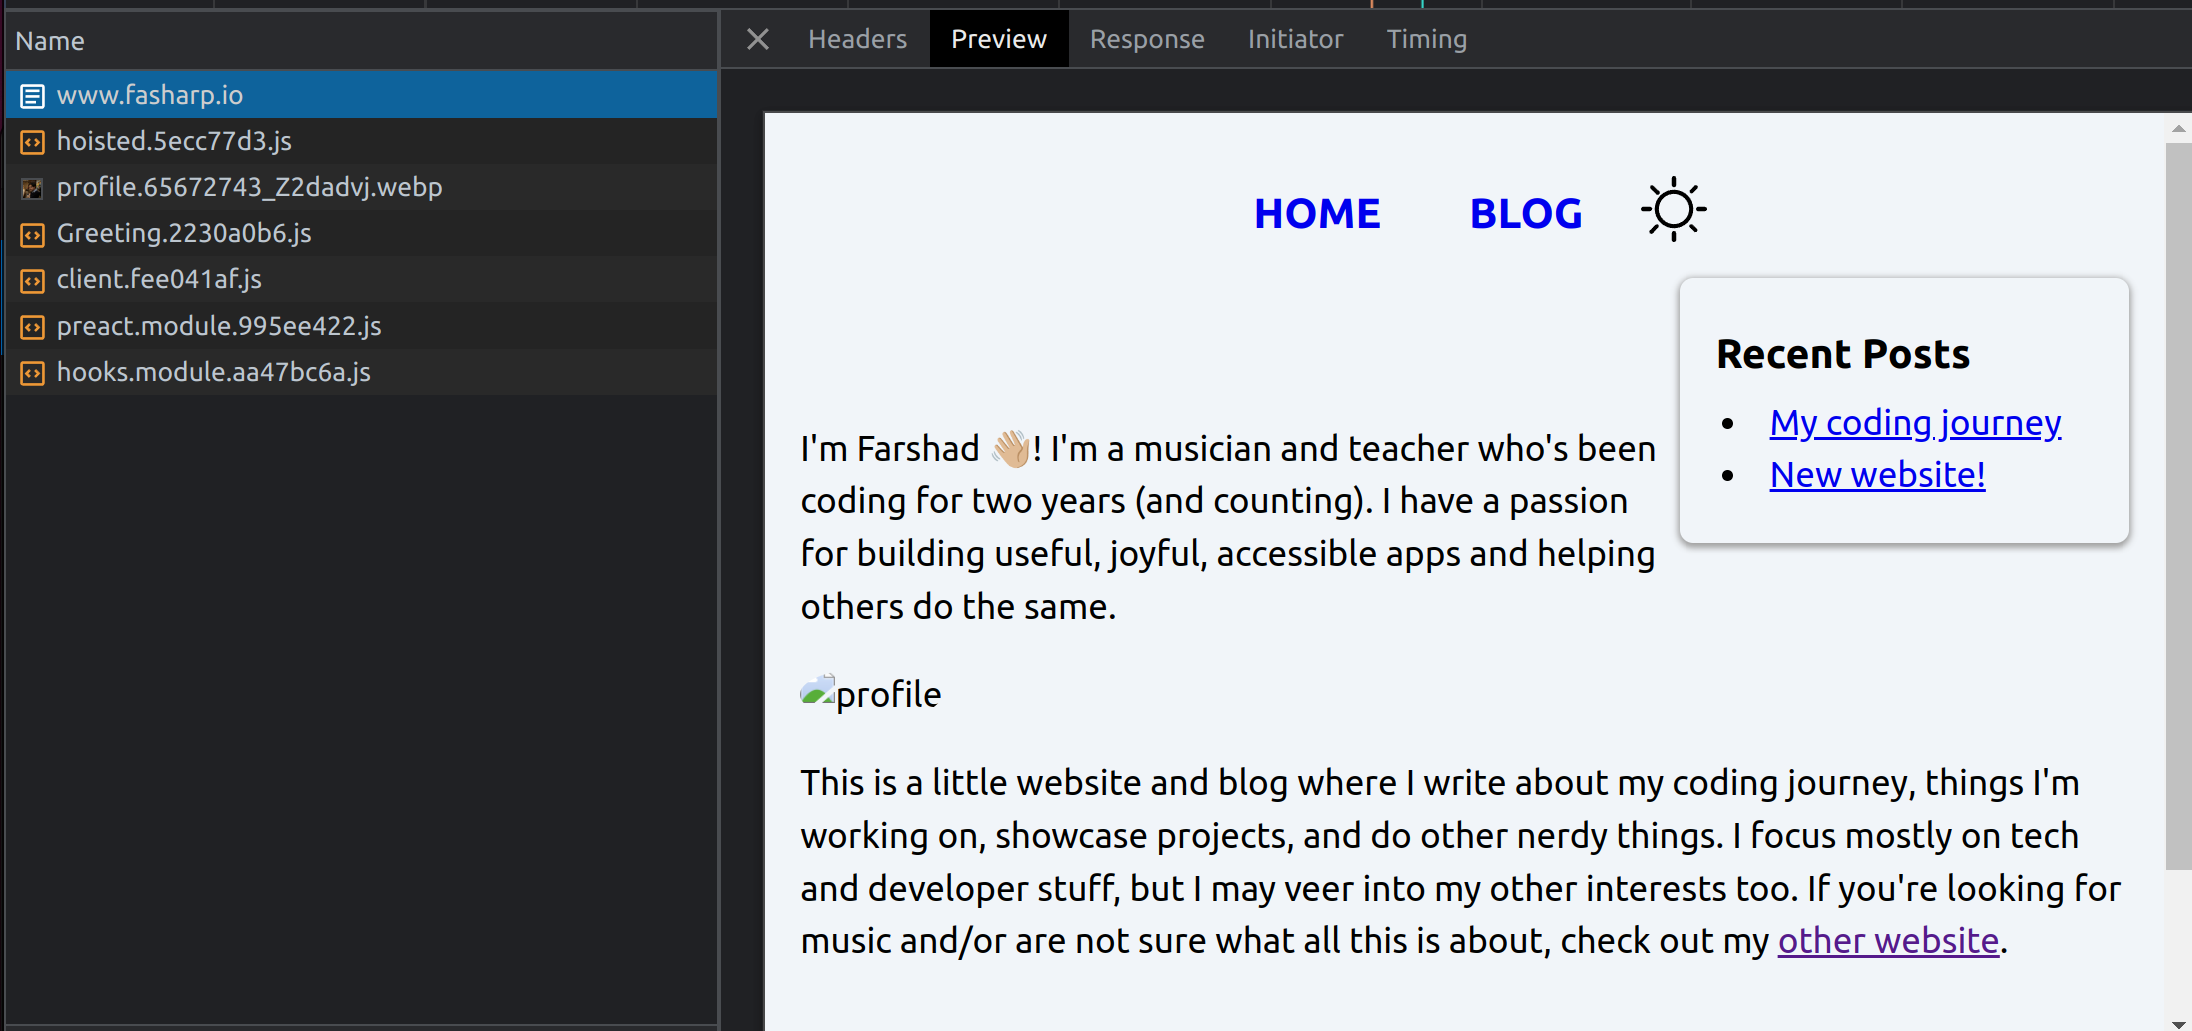 Name
www.fasharp.io
hoisted.5ecc77d3.js
profile.65672743_Z2dadvj.webp
Greeting.2230a0b6.js
client.fee041af.js
preact.module.995ee422.js
hooks.module.aa47bc6a.js
Headers Preview Response Initiator Timing
HOME BLOG
Recent Posts
My coding journey
New website!
I'm Farshad 👋🏼! I'm a musician and teacher who's been
coding for two years (and counting). I have a passion
for building useful, joyful, accessible apps and helping
others do the same.
profile
This is a little website and blog where I write about my coding journey, things I'm
working on, showcase projects, and do other nerdy things. I focus mostly on tech
and developer stuff, but I may veer into my other interests too. If you're looking for
music and/or are not sure what all this is about, check out my other website.